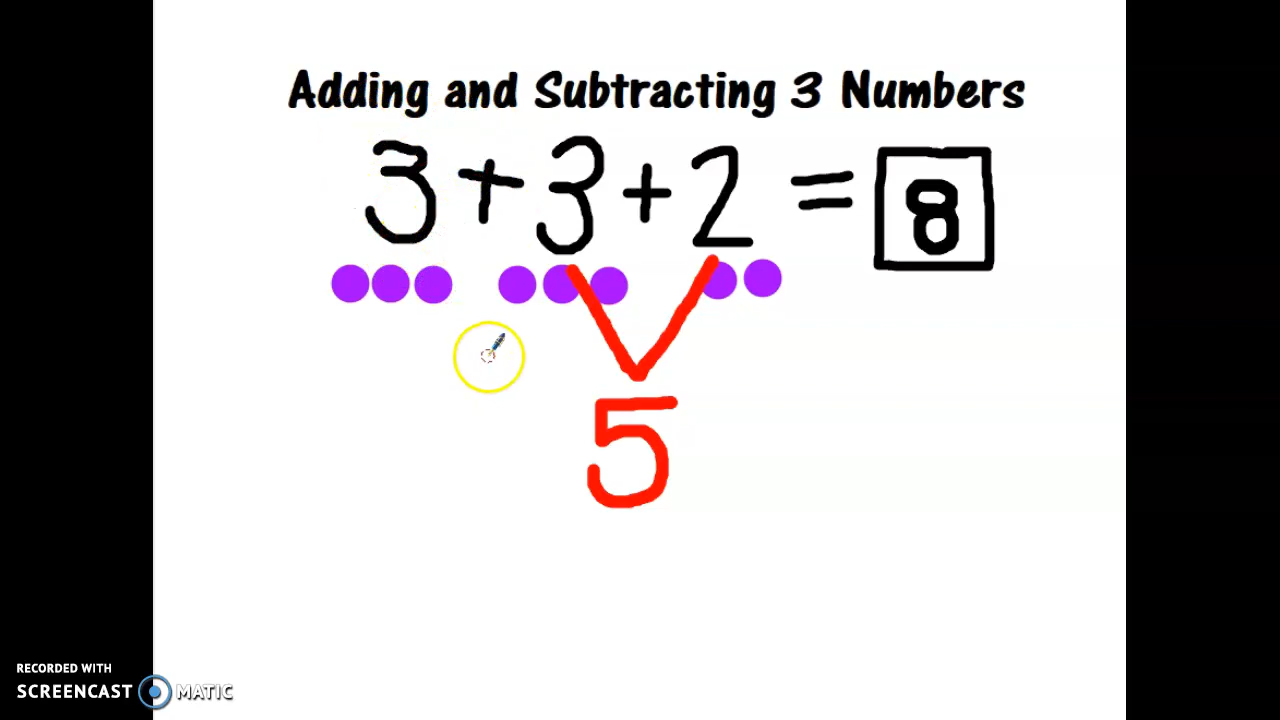 Adding and Subtracting 3 Numbers
3 + 3 + 2 = 8
5
RECORDED WITH
SCREENCAST MATIC